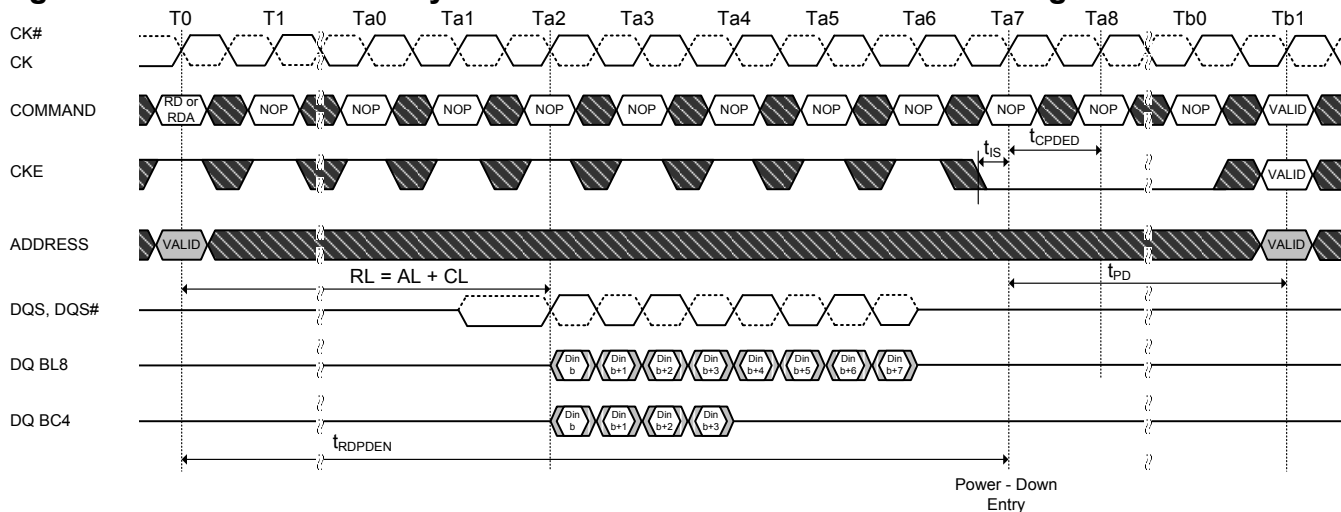 T0 T1 Ta0 Ta1 Ta2 Ta3 Ta4 Ta5 Ta6 Ta7 Ta8 Tb0 Tb1
CK#
CK
COMMAND
RD or
RDA
NOP NOP NOP NOP NOP NOP NOP NOP NOP NOP NOP VALID
tIS
tCPDED
CKE
VALID
ADDRESS
VALID
VALID
RL = AL + CL
tPD
DQS, DQS#
DQ BL8
Din
b
Din
b+1
Din
b+2
Din
b+3
Din
b+4
Din
b+5
Din
b+6
Din
b+7
DQ BC4
Din
b
Din
b+1
Din
b+2
Din
b+3
tRDPDEN
Power - Down
Entry